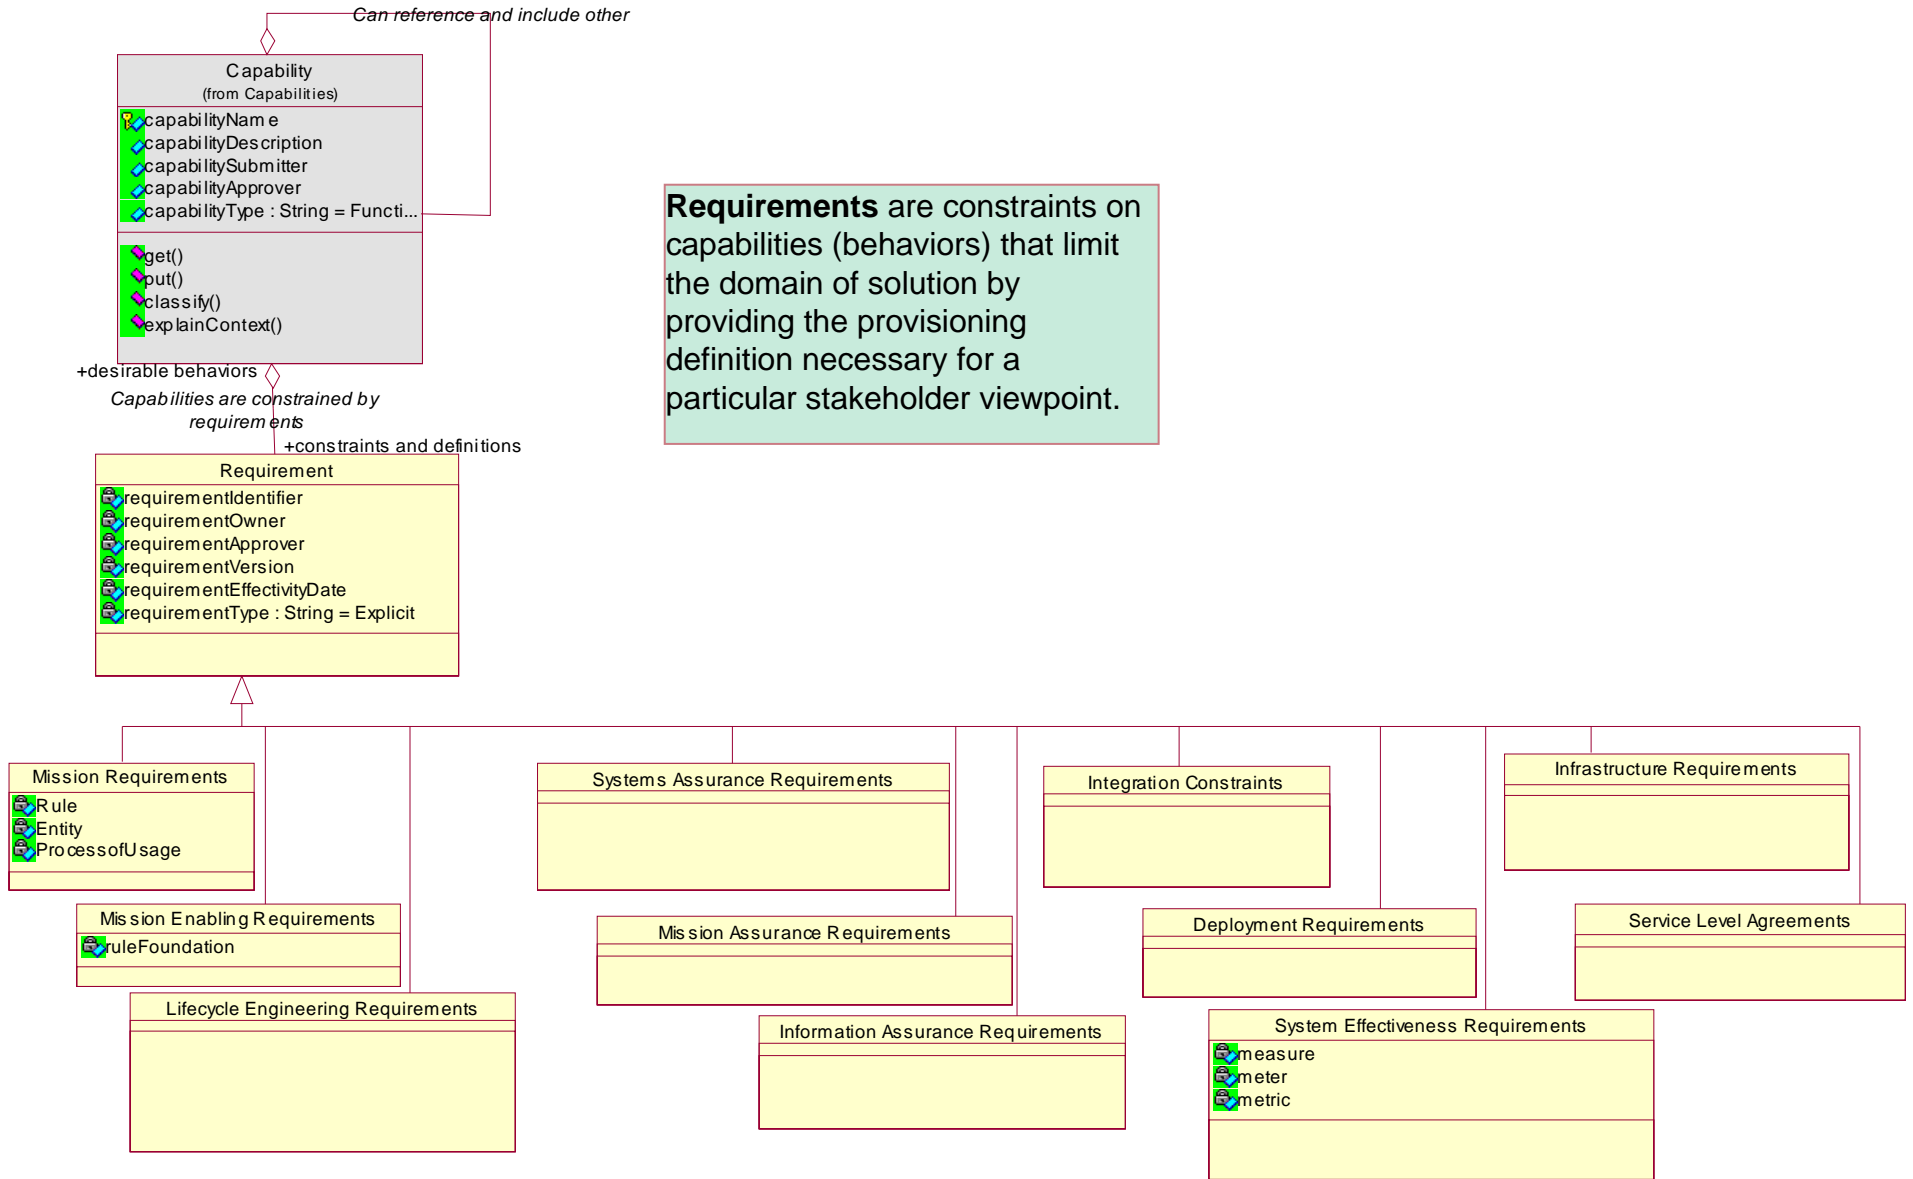 Can reference and include other
Capability
(from Capabilities)
capabilityName
capabilityDescription
capabilitySubmitter
capabilityApprover
capabilityType : String = Functi...
get()
put()
classify()
explainContext()
+desirable behaviors
Capabilities are constrained by
requirements
+constraints and definitions
Requirements are constraints on
capabilities (behaviors) that limit
the domain of solution by
providing the provisioning
definition necessary for a
particular stakeholder viewpoint.
Requirement
requirementIdentifier
requirementOwner
requirementApprover
requirementVersion
requirementEffectivityDate
requirementType : String = Explicit
Mission Requirements
Rule
Entity
ProcessofUsage
Mission Enabling Requirements
ruleFoundation
Lifecycle Engineering Requirements
Systems Assurance Requirements
Mission Assurance Requirements
Information Assurance Requirements
Integration Constraints
Deployment Requirements
System Effectiveness Requirements
measure
meter
metric
Infrastructure Requirements
Service Level Agreements